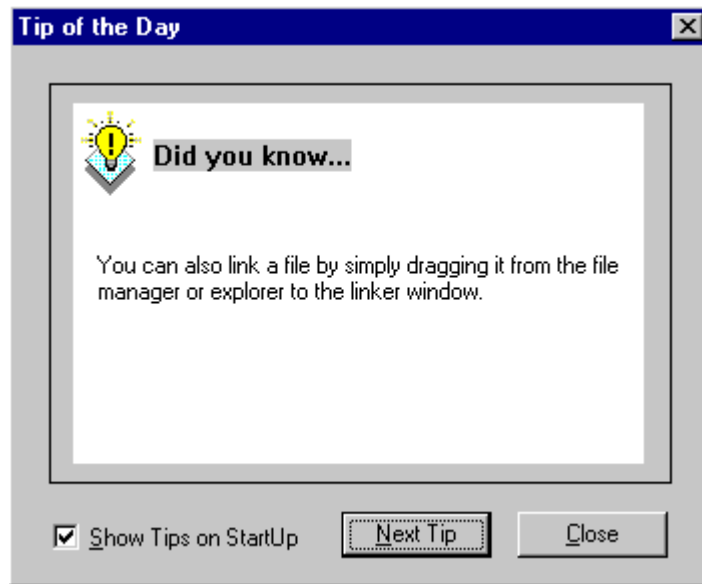 Tip of the Day
Did you know...
You can also link a file by simply dragging it from the file
manager or explorer to the linker window.
Show Tips on StartUp
Next Tip
Close